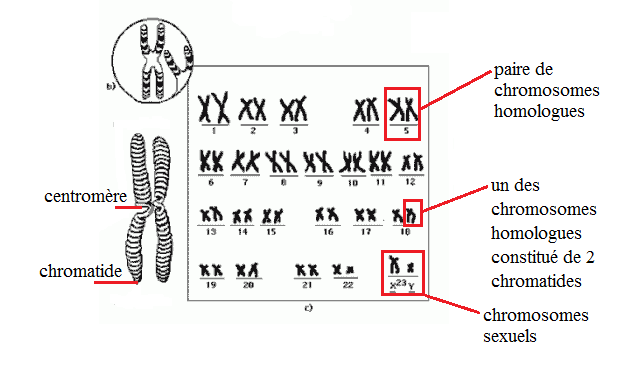 b)
paire de
chromosomes
homologues
1 2 3 4 5
centromère
6 7 8 9 10 11 12
un des
chromosomes
homologues
constitué de 2
chromatides
13 14 15 16 17 18
chromatide
19 20 21 22 X 23 Y
c)
chromosomes
sexuels